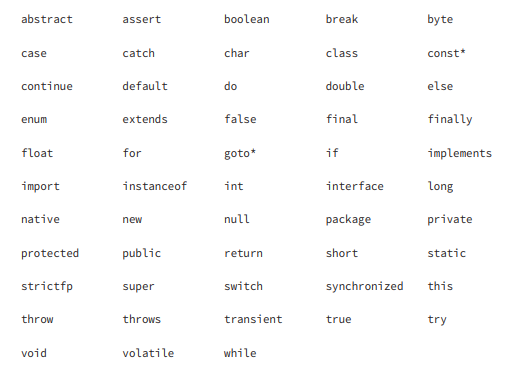 abstract assert boolean break byte
case catch char class const*
continue default do double else
enum extends false final finally
float for goto* if implements
import instanceof int interface long
native new null package private
protected public return short static
strictfp super switch synchronized this
throw throws transient true try
void volatile while